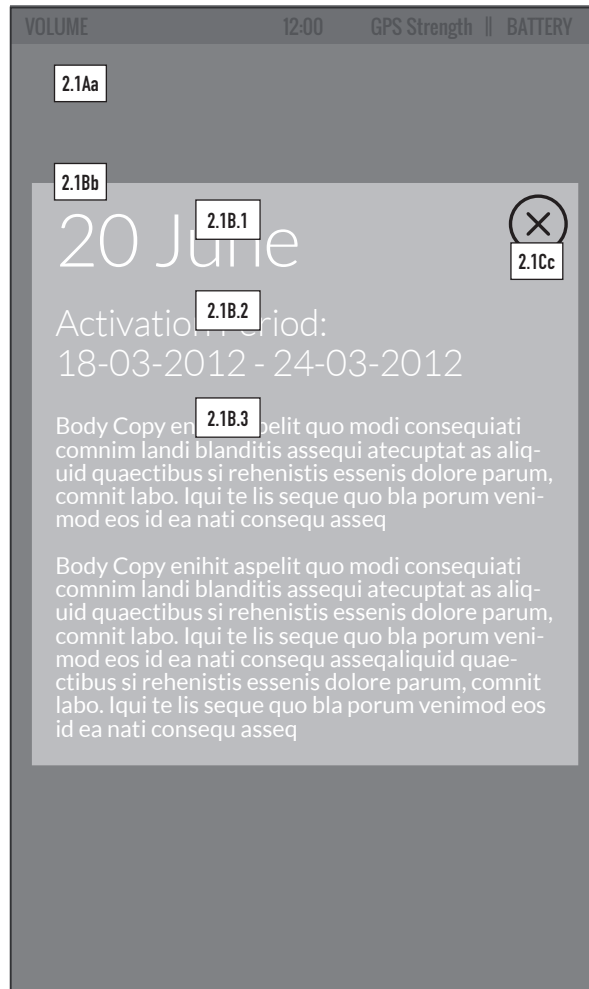 VOLUME 12:00 GPS Strength || BATTERY
2.1Aa
2.1Bb
2.1B.1
20 June
2.1Cc
2.1B.2
Activation Period:
18-03-2012 - 24-03-2012
2.1B.3
Body Copy enihit aspelit quo modi consequiati
comnim landi blanditis assequi atecuptat as aliq-
uid quaectibus si rehenistis essenis dolore parum,
comnit labo. Iqui te lis seque quo bla porum veni-
mod eos id ea nati consequ asseq
Body Copy enihit aspelit quo modi consequiati
comnim landi blanditis assequi atecuptat as aliq-
uid quaectibus si rehenistis essenis dolore parum,
comnit labo. Iqui te lis seque quo bla porum veni-
mod eos id ea nati consequ asseqaliquid quae-
ctibus si rehenistis essenis dolore parum, comnit
labo. Iqui te lis seque quo bla porum venimod eos
id ea nati consequ asseq